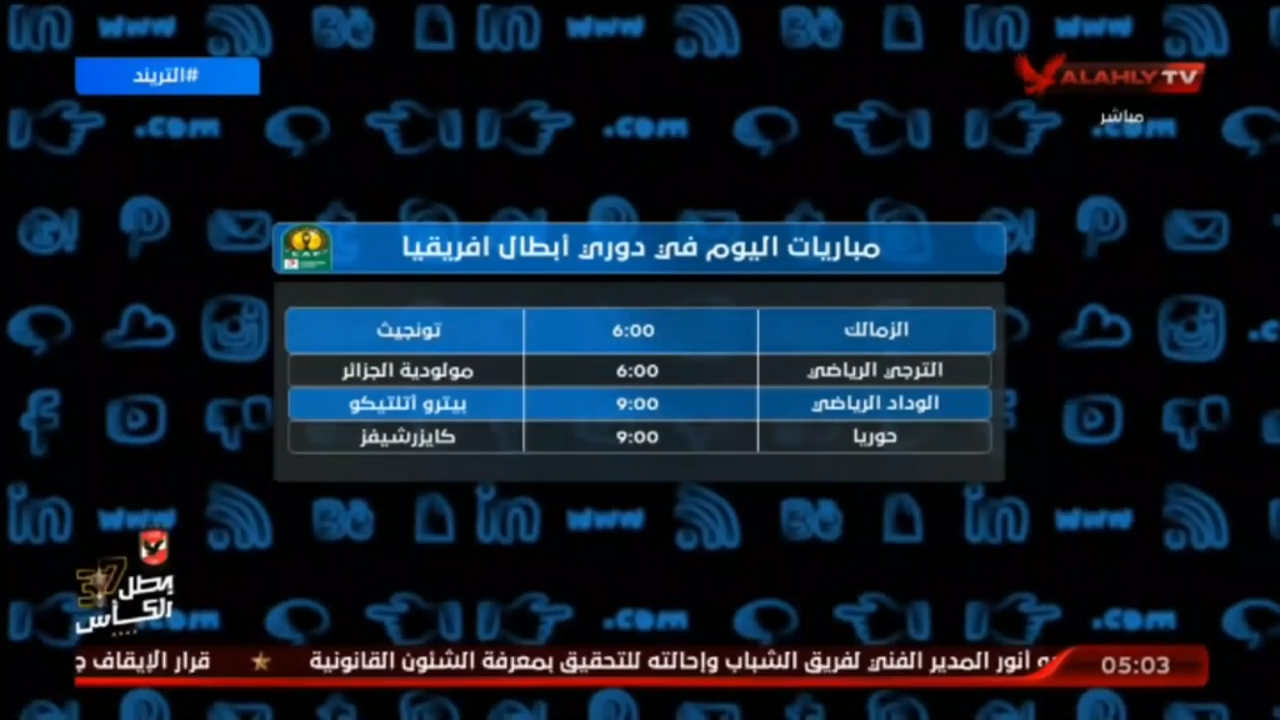 #التريند
ALAHLY TV
مباشر
مباريات اليوم في دوري أبطال افريقيا
الزمالك 6:00 تونجيث
الترجي الرياضي 6:00 مولودية الجزائر
الوداد الرياضي 9:00 بيترو أتلتيكو
حوريا 9:00 كايزرشيفز
بطل 37
الكأس
05:03 أنور المدير الفني لفريق الشباب وإحالته للتحقيق بمعرفة الشئون القانونية ★ قرار الإيقاف